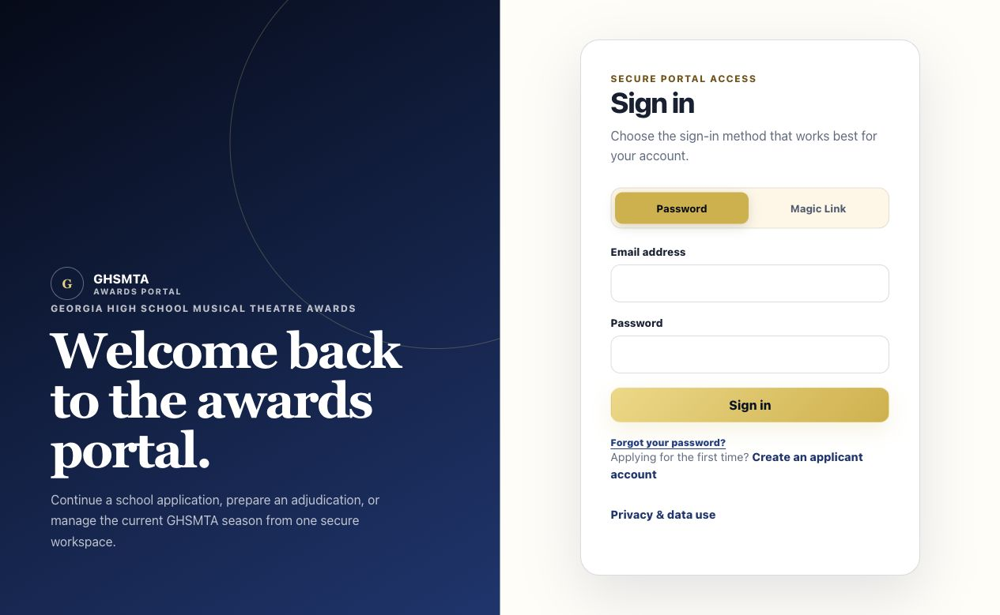 G
GHSMTA
AWARDS PORTAL
GEORGIA HIGH SCHOOL MUSICAL THEATRE AWARDS
Welcome back
to the awards
portal.
Continue a school application, prepare an adjudication, or
manage the current GHSMTA season from one secure
workspace.
SECURE PORTAL ACCESS
Sign in
Choose the sign-in method that works best for
your account.
Password
Magic Link
Email address
Password
Sign in
Forgot your password?
Applying for the first time? Create an applicant
account
Privacy & data use